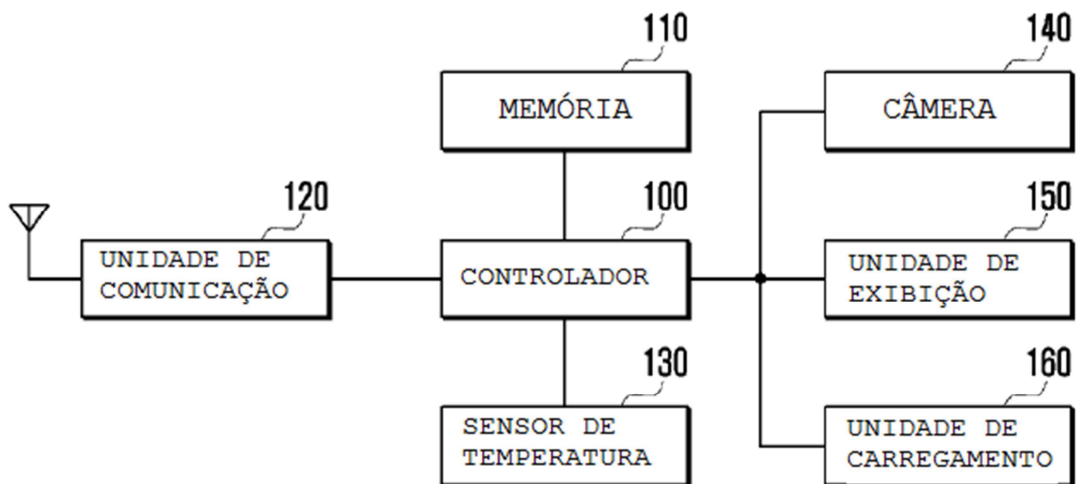 110
MEMÓRIA
140
CÂMERA
120
UNIDADE DE
COMUNICAÇÃO
100
CONTROLADOR
150
UNIDADE DE
EXIBIÇÃO
130
SENSOR DE
TEMPERATURA
160
UNIDADE DE
CARREGAMENTO